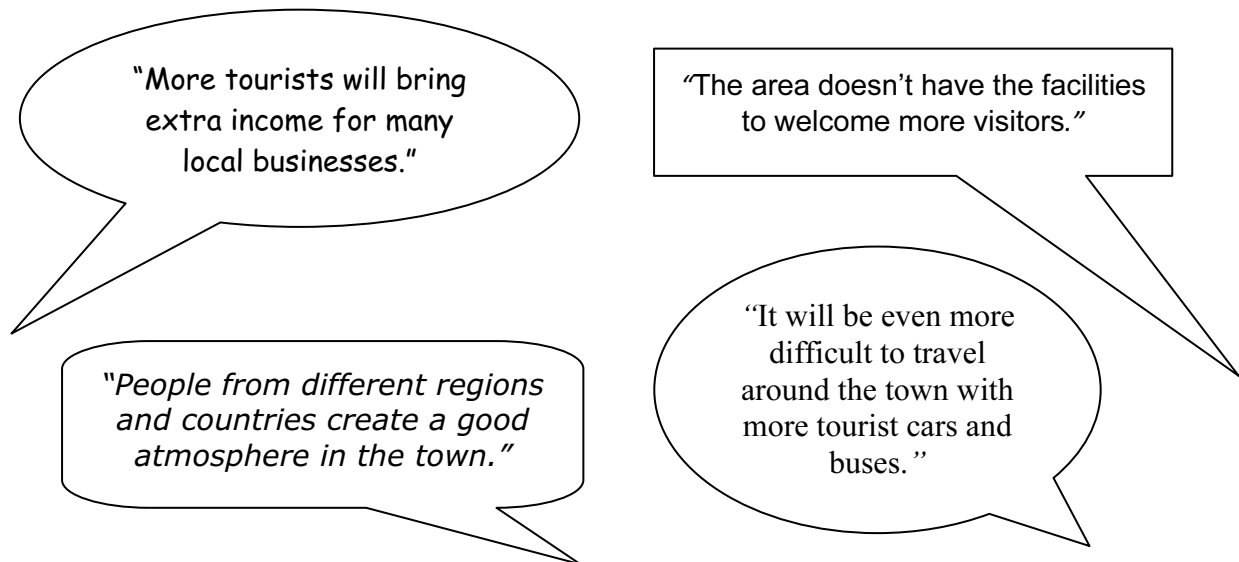 “More tourists will bring
extra income for many
local businesses.”
“The area doesn’t have the facilities
to welcome more visitors.”
“People from different regions
and countries create a good
atmosphere in the town.”
“It will be even more
difficult to travel
around the town with
more tourist cars and
buses.”